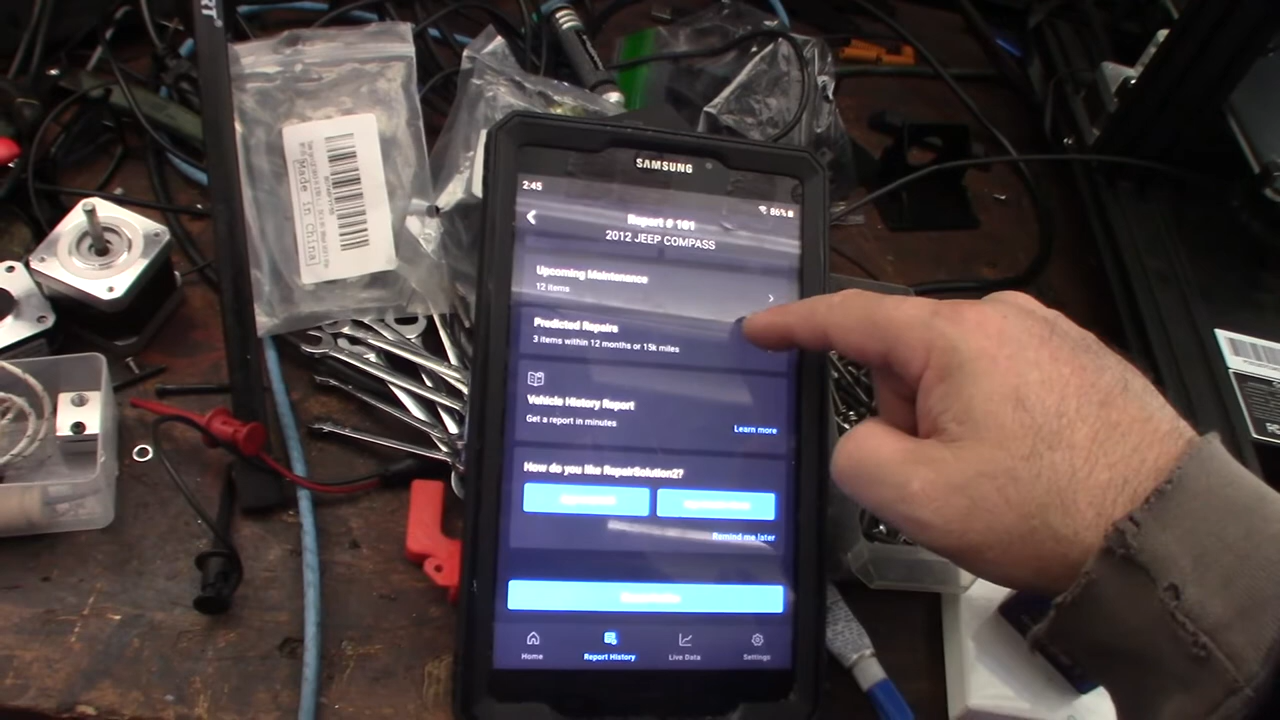 SAMSUNG
2:45
86%
Report # 101
2012 JEEP COMPASS
Upcoming Maintenance
12 items
Predicted Repairs
3 items within 12 months or 15k miles
Vehicle History Report
Get a report in minutes
Learn more
How do you like RepairSolution2?
Remind me later
Home
Report History
Live Data
Settings
Made in China